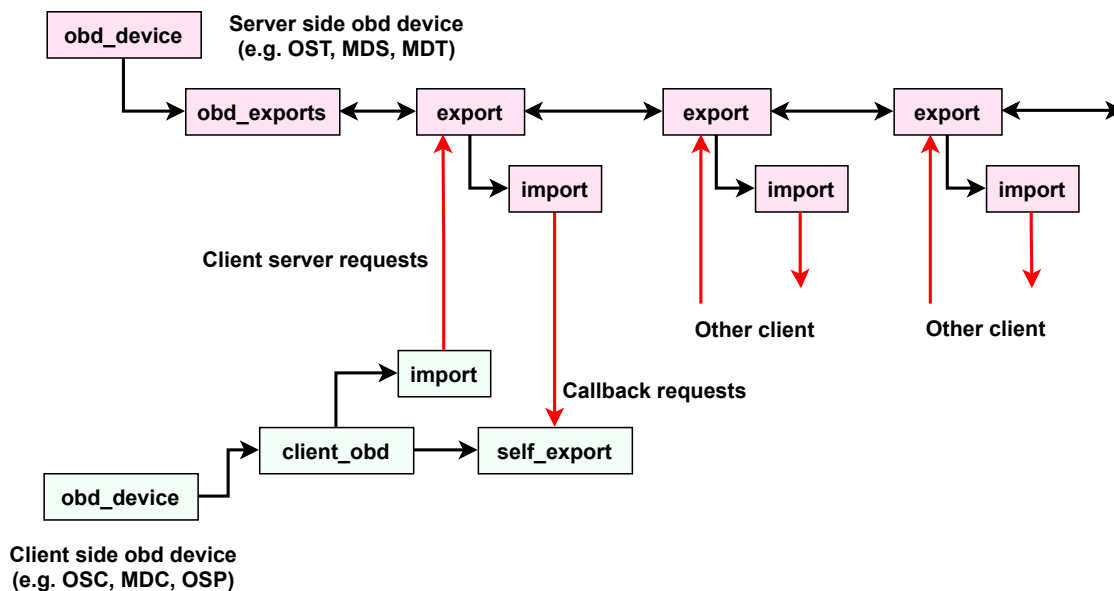 obd_device
Server side obd device
(e.g. OST, MDS, MDT)
obd_exports
export
export
export
import
import
import
Client server requests
Other client
Other client
import
Callback requests
client_obd
self_export
obd_device
Client side obd device
(e.g. OSC, MDC, OSP)